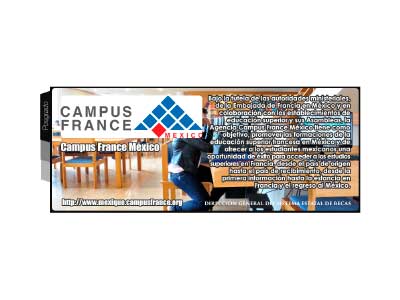 Posgrado
CAMPUS
FRANCE
MEXICO
Campus France México
Bajo la tutela de las autoridades ministeriales,
de la Embajada de Francia en México y en
colaboración con los establecimientos de
educación superior y sus Asambleas, la
Agencia Campus France México tiene como
objetivo, promover las formaciones de la
educación superior francesa en México y de
ofrecer a los estudiantes mexicanos una
oportunidad de éxito para acceder a los estudios
superiores en Francia, desde el país de origen
hasta el país de recibimiento, desde la
primera información hasta la estancia en
Francia y el regreso al México.
http://www.mexique.campusfrance.org
DIRECCIÓN GENERAL DEL SISTEMA ESTATAL DE BECAS